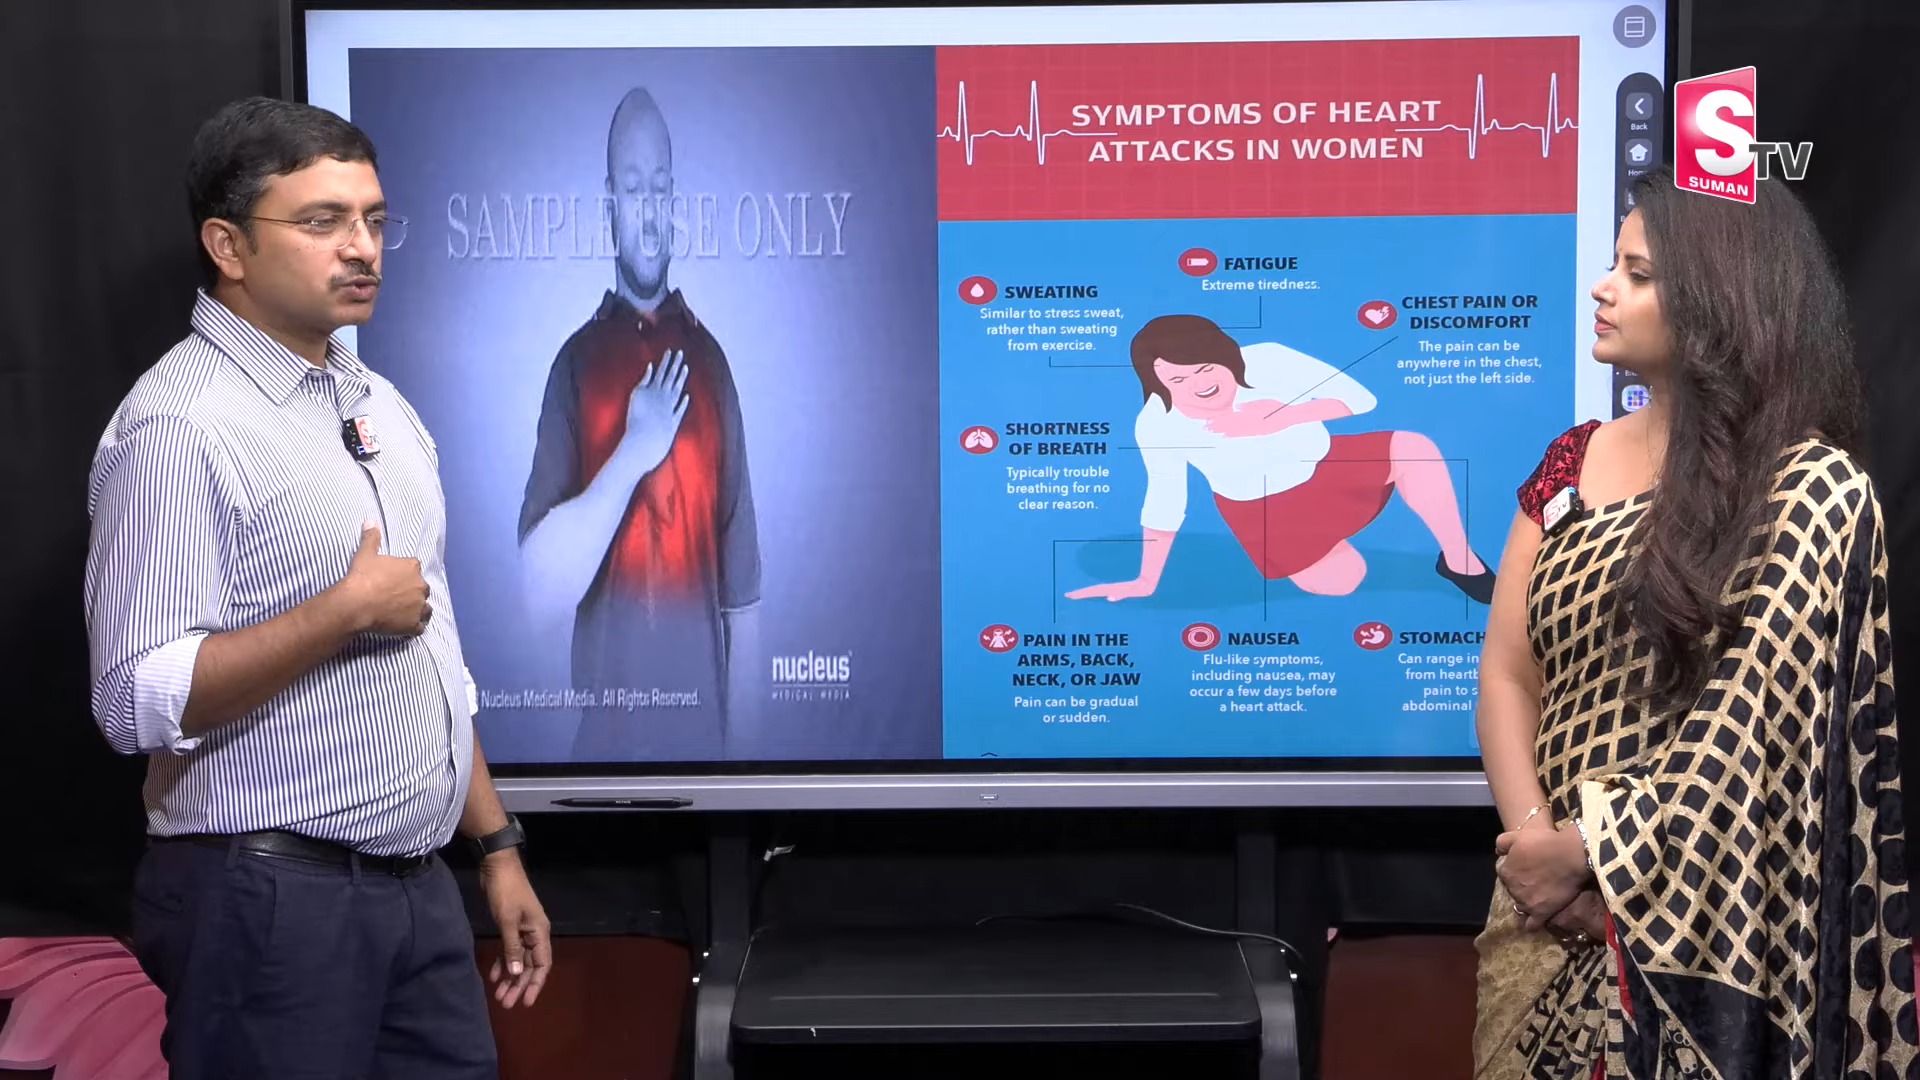 SAMPLE USE ONLY
nucleus
MEDICAL MEDIA
Nucleus Medical Media. All Rights Reserved.
SYMPTOMS OF HEART
ATTACKS IN WOMEN
FATIGUE
Extreme tiredness.
SWEATING
Similar to stress sweat,
rather than sweating
from exercise.
CHEST PAIN OR
DISCOMFORT
The pain can be
anywhere in the chest,
not just the left side.
SHORTNESS
OF BREATH
Typically trouble
breathing for no
clear reason.
PAIN IN THE
ARMS, BACK,
NECK, OR JAW
Pain can be gradual
or sudden.
NAUSEA
Flu-like symptoms,
including nausea, may
occur a few days before
a heart attack.
STOMACH
Can range in
from
pain to
abdominal
Back
S
TV
SUMAN